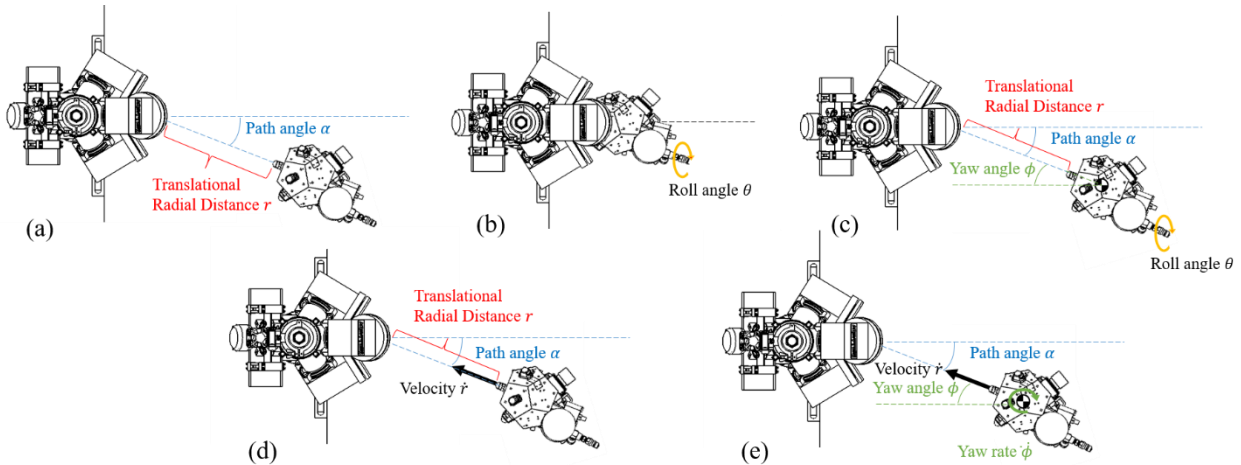 Path angle α
Translational
Radial Distance r
(a)
Roll angle θ
(b)
Translational
Radial Distance r
Path angle α
Yaw angle ϕ
Roll angle θ
(c)
Translational
Radial Distance r
Path angle α
Velocity ṙ
(d)
Path angle α
Velocity ṙ
Yaw angle ϕ
Yaw rate ϕ̇
(e)